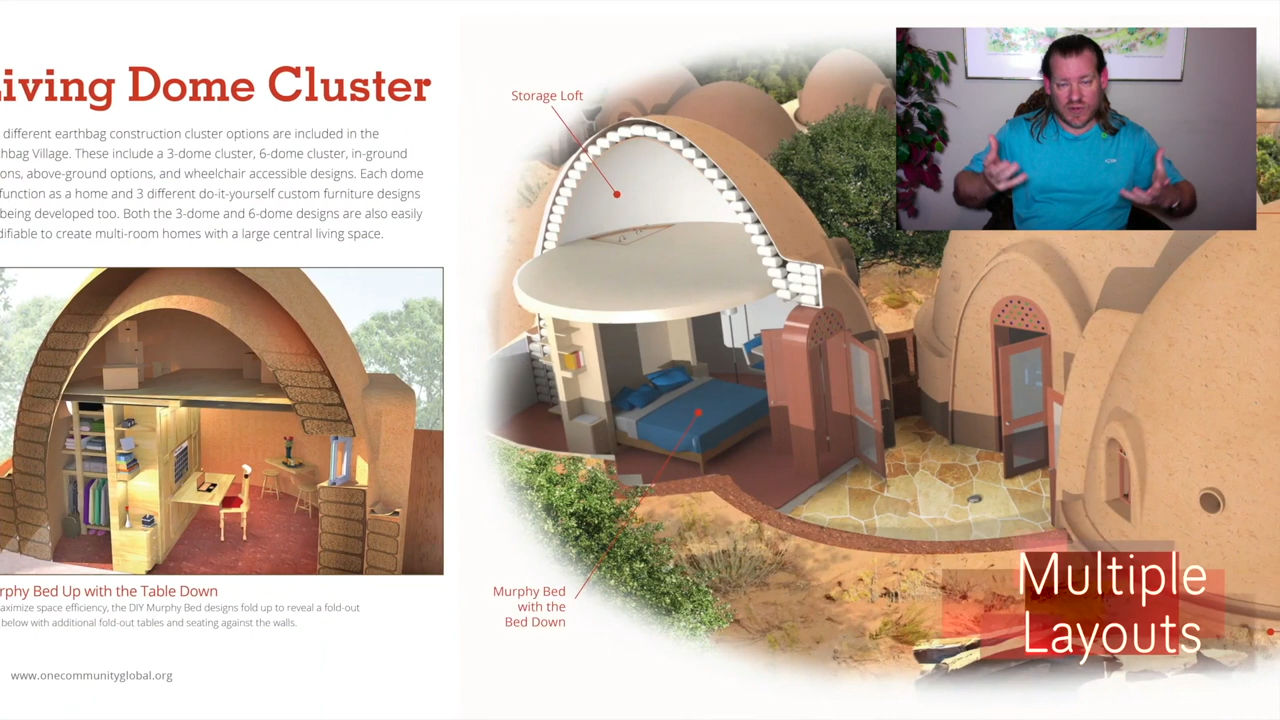 Living Dome Cluster
different earthbag construction cluster options are included in the
hbag Village. These include a 3-dome cluster, 6-dome cluster, in-ground
ons, above-ground options, and wheelchair accessible designs. Each dome
function as a home and 3 different do-it-yourself custom furniture designs
being developed too. Both the 3-dome and 6-dome designs are also easily
difiable to create multi-room homes with a large central living space.
rphy Bed Up with the Table Down
aximize space efficiency, the DIY Murphy Bed designs fold up to reveal a fold-out
below with additional fold-out tables and seating against the walls.
www.onecommunityglobal.org
Storage Loft
Murphy Bed
with the
Bed Down
Multiple
Layouts